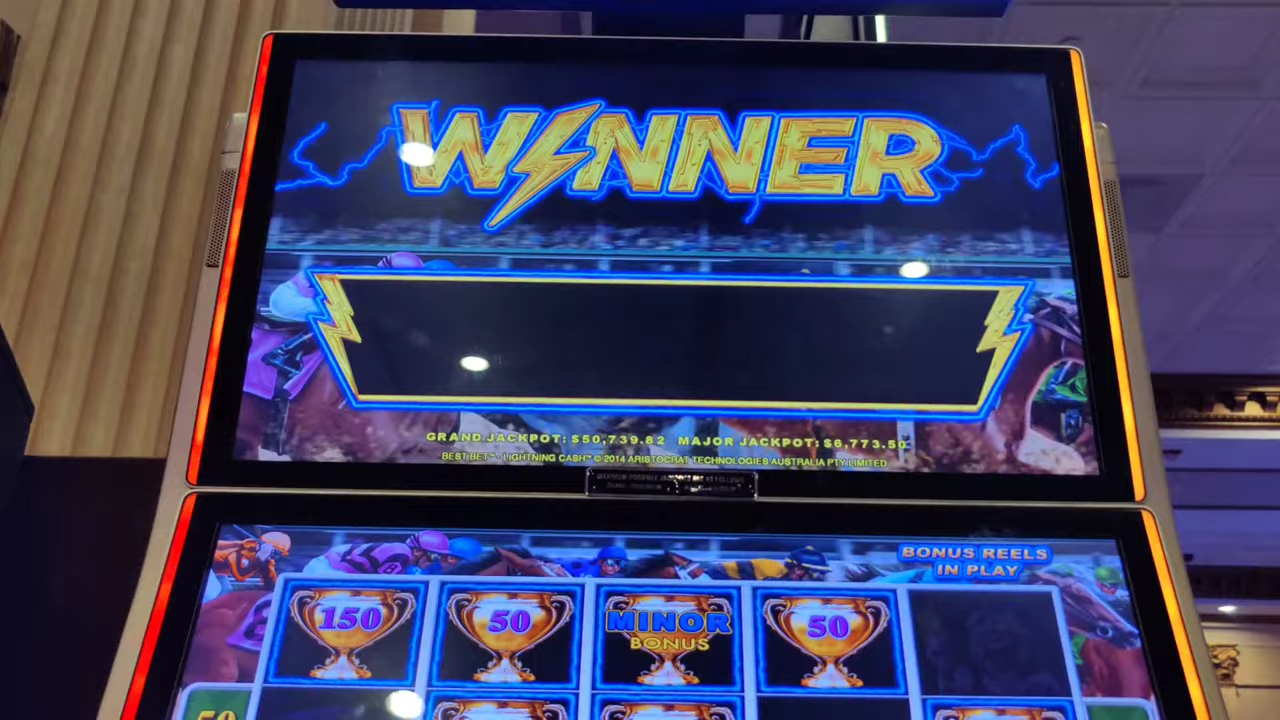 WINNER
GRAND JACKPOT: $50,739.82 MAJOR JACKPOT: $6,773.50
BEST BET™ - LIGHTNING CASH™ © 2014 ARISTOCRAT TECHNOLOGIES AUSTRALIA PTY LIMITED
BONUS REELS
IN PLAY
150 50 MINOR 50
BONUS
50